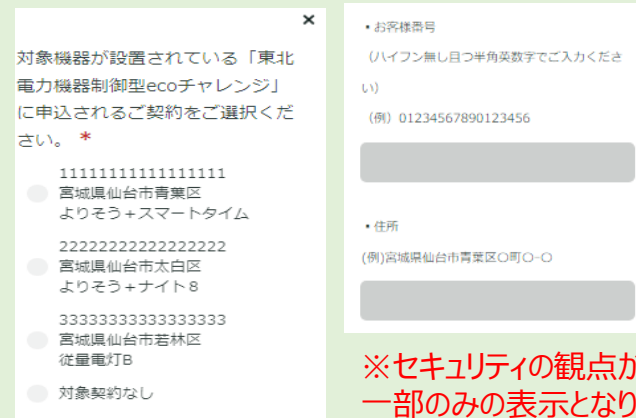 ×
対象機器が設置されている「東北
電力機器制御型ecoチャレンジ」
に申込されるご契約をご選択くだ
さい。 *
11111111111111111
宮城県仙台市青葉区
よりそう+スマートタイム
22222222222222222
宮城県仙台市太白区
よりそう+ナイト8
33333333333333333
宮城県仙台市若林区
従量電灯B
対象契約なし
・お客様番号
(ハイフン無し且つ半角英数字でご入力くださ
い)
(例) 01234567890123456
・住所
(例)宮城県仙台市青葉区〇町〇-〇
※セキュリティの観点か
一部のみの表示となり